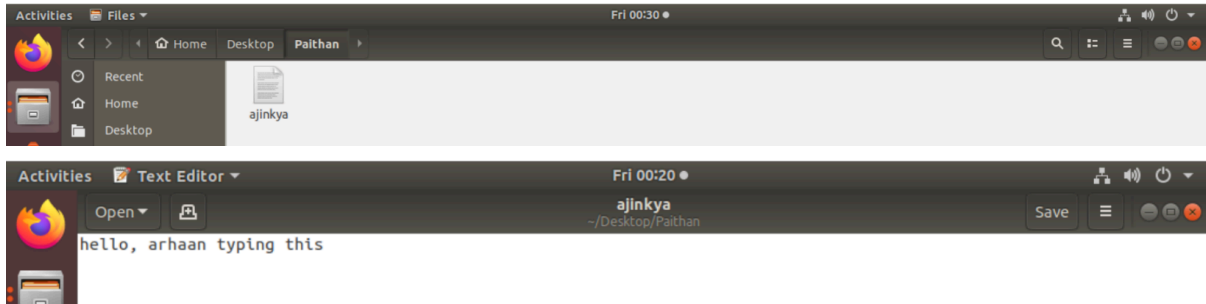 Activities Files Fri 00:30
Home Desktop Paithan
Recent
ajinkya
Home
Desktop
Activities Text Editor Fri 00:20
Open ajinkya Save
~/Desktop/Paithan
hello, arhaan typing this